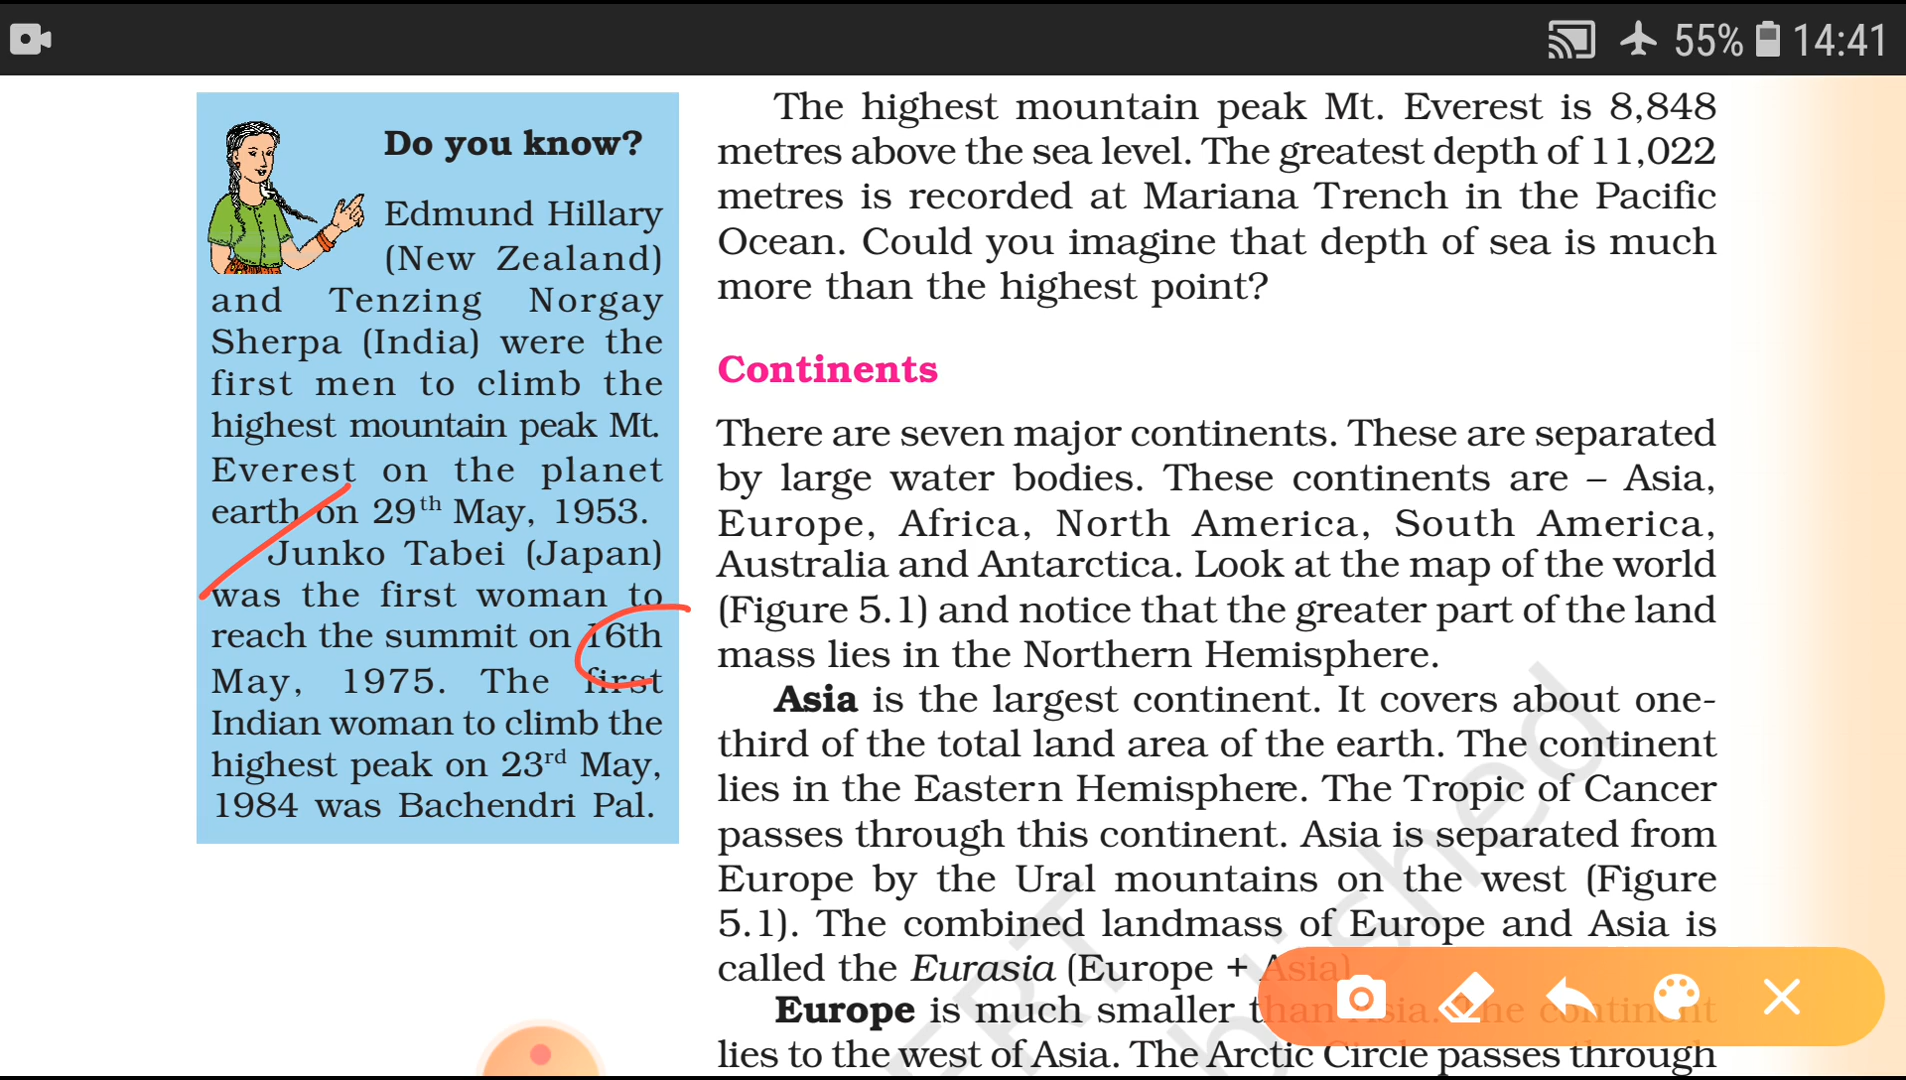 55% 14:41
Do you know?
Edmund Hillary
(New Zealand)
and Tenzing Norgay
Sherpa (India) were the
first men to climb the
highest mountain peak Mt.
Everest on the planet
earth on 29th May, 1953.
Junko Tabei (Japan)
was the first woman to
reach the summit on 16th
May, 1975. The first
Indian woman to climb the
highest peak on 23rd May,
1984 was Bachendri Pal.
The highest mountain peak Mt. Everest is 8,848
metres above the sea level. The greatest depth of 11,022
metres is recorded at Mariana Trench in the Pacific
Ocean. Could you imagine that depth of sea is much
more than the highest point?
Continents
There are seven major continents. These are separated
by large water bodies. These continents are – Asia,
Europe, Africa, North America, South America,
Australia and Antarctica. Look at the map of the world
(Figure 5.1) and notice that the greater part of the land
mass lies in the Northern Hemisphere.
Asia is the largest continent. It covers about one-
third of the total land area of the earth. The continent
lies in the Eastern Hemisphere. The Tropic of Cancer
passes through this continent. Asia is separated from
Europe by the Ural mountains on the west (Figure
5.1). The combined landmass of Europe and Asia is
called the Eurasia (Europe + Asia)
Europe is much smaller than Asia. The continent
lies to the west of Asia. The Arctic Circle passes through